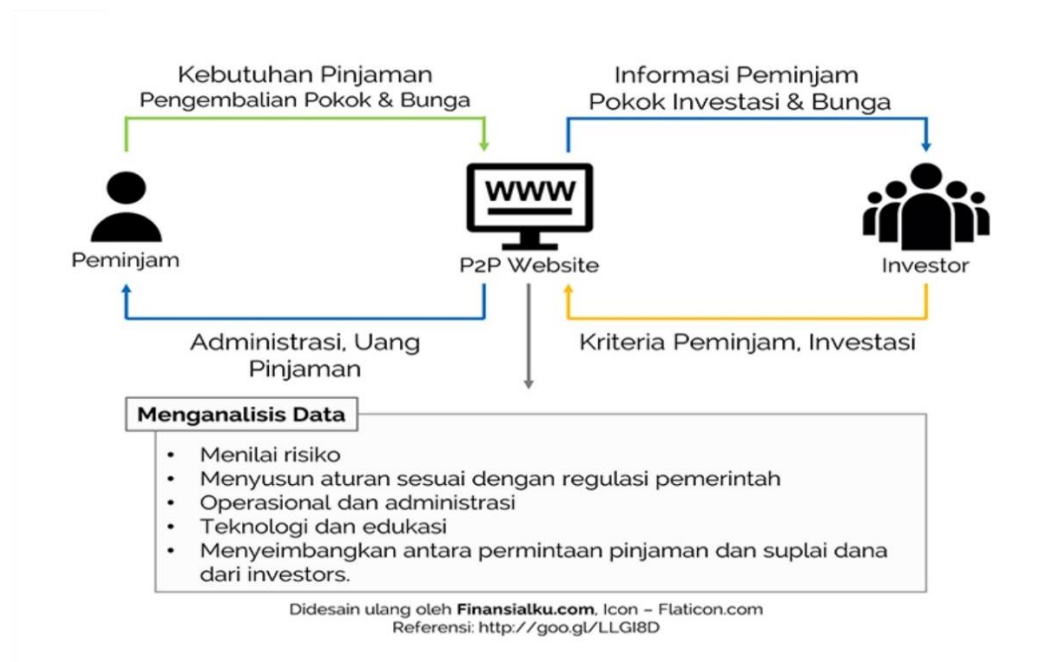 Kebutuhan Pinjaman
Pengembalian Pokok & Bunga
Informasi Peminjam
Pokok Investasi & Bunga
WWW
Peminjam
P2P Website
Investor
Administrasi, Uang
Pinjaman
Kriteria Peminjam, Investasi
Menganalisis Data
• Menilai risiko
• Menyusun aturan sesuai dengan regulasi pemerintah
• Operasional dan administrasi
• Teknologi dan edukasi
• Menyeimbangkan antara permintaan pinjaman dan suplai dana
dari investors.
Didesain ulang oleh Finansialku.com, Icon – Flaticon.com
Referensi: http://goo.gl/LLGI8D